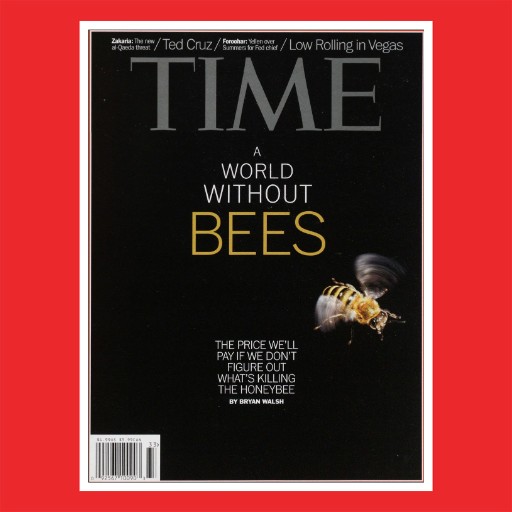 Zakaria: The new al-Qaeda threat / Ted Cruz / Foroohar: Yellen over Summers for Fed chief / Low Rolling in Vegas
TIME
A
WORLD
WITHOUT
BEES
THE PRICE WE'LL
PAY IF WE DON'T
FIGURE OUT
WHAT'S KILLING
THE HONEYBEE
BY BRYAN WALSH